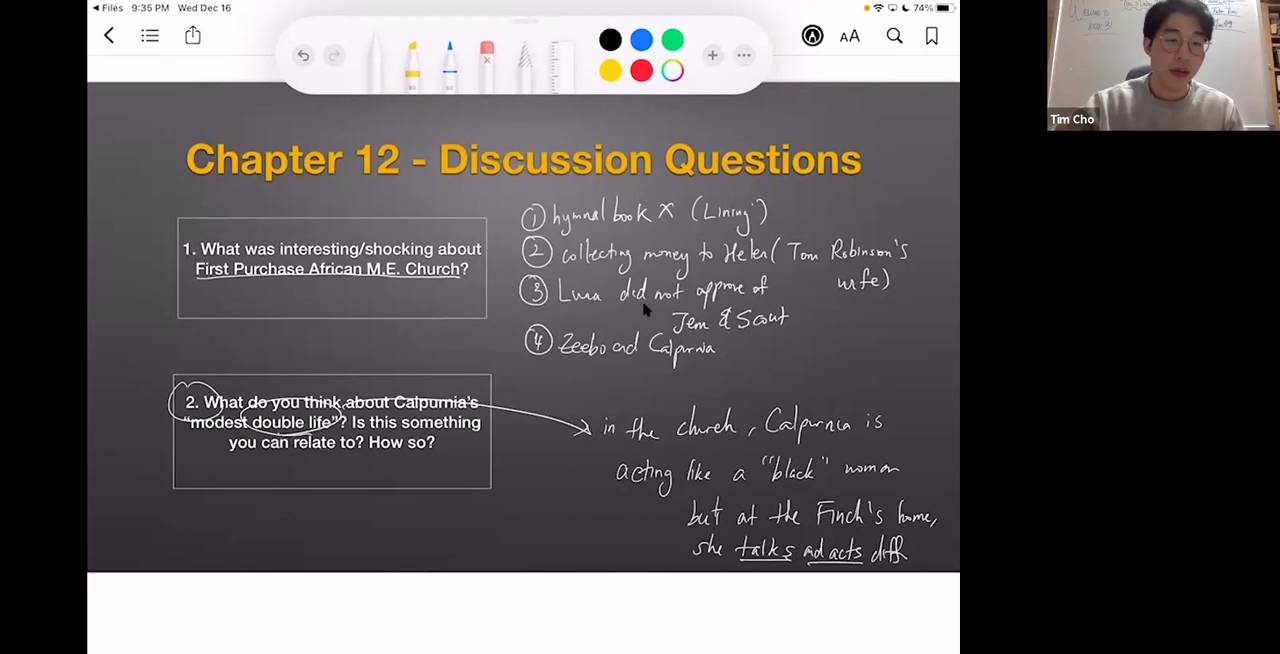 Files 9:35 PM Wed Dec 16
74%
AA
Tim Cho
Chapter 12 - Discussion Questions
1. What was interesting/shocking about
First Purchase African M.E. Church?
① hymnal book X (Lining)
② collecting money to Helen (Tom Robinson's
wife)
③ Lula did not approve of
Jem & Scout
④ Zeebo and Calpurnia
2. What do you think about Calpurnia's
"modest double life"? Is this something
you can relate to? How so?
in the church, Calpurnia is
acting like a "black" woman
but at the Finch's home,
she talks and acts diff